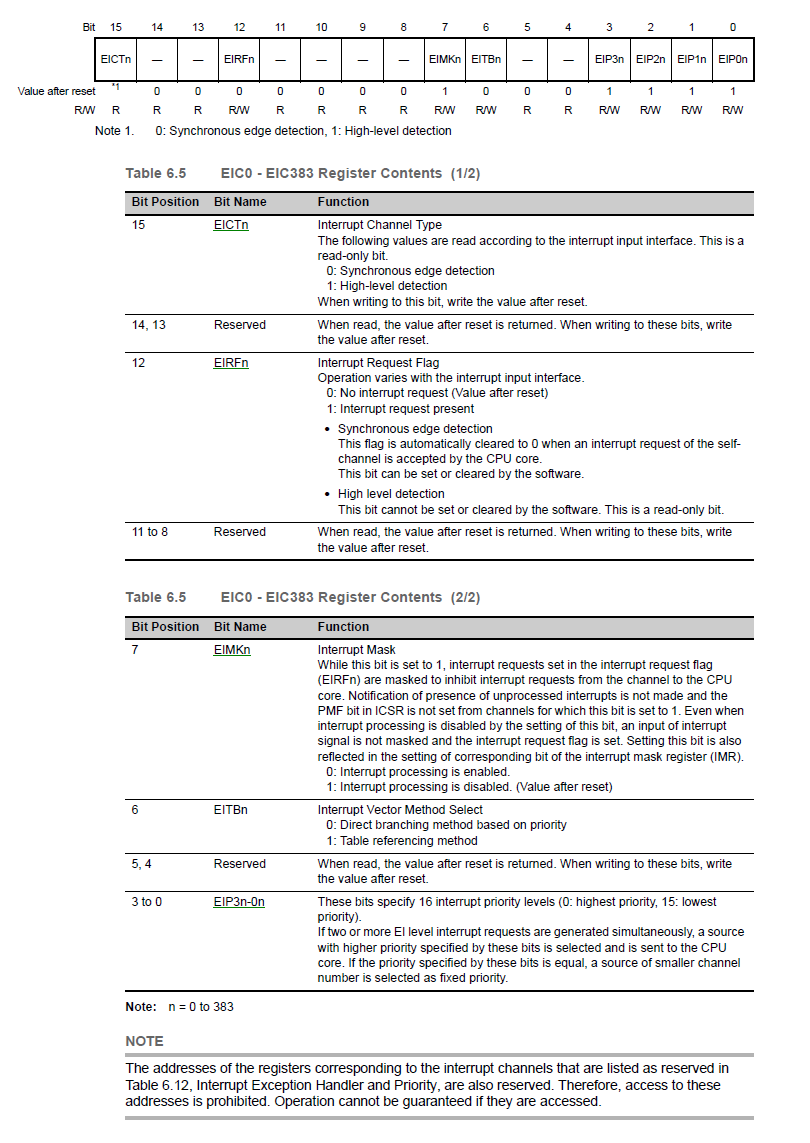 Bit 15 14 13 12 11 10 9 8 7 6 5 4 3 2 1 0
EICTn — — EIRFn — — — — EIMKn EITBn — — EIP3n EIP2n EIP1n EIP0n
Value after reset *1 0 0 0 0 0 0 0 1 0 0 0 1 1 1 1
R/W R R R R/W R R R R R/W R/W R R R/W R/W R/W R/W
Note 1. 0: Synchronous edge detection, 1: High-level detection
Table 6.5 EIC0 - EIC383 Register Contents (1/2)
Bit Position Bit Name Function
15 EICTn Interrupt Channel Type
The following values are read according to the interrupt input interface. This is a
read-only bit.
0: Synchronous edge detection
1: High-level detection
When writing to this bit, write the value after reset.
14, 13 Reserved When read, the value after reset is returned. When writing to these bits, write
the value after reset.
12 EIRFn Interrupt Request Flag
Operation varies with the interrupt input interface.
0: No interrupt request (Value after reset)
1: Interrupt request present
• Synchronous edge detection
This flag is automatically cleared to 0 when an interrupt request of the self-
channel is accepted by the CPU core.
This bit can be set or cleared by the software.
• High level detection
This bit cannot be set or cleared by the software. This is a read-only bit.
11 to 8 Reserved When read, the value after reset is returned. When writing to these bits, write
the value after reset.
Table 6.5 EIC0 - EIC383 Register Contents (2/2)
Bit Position Bit Name Function
7 EIMKn Interrupt Mask
While this bit is set to 1, interrupt requests set in the interrupt request flag
(EIRFn) are masked to inhibit interrupt requests from the channel to the CPU
core. Notification of presence of unprocessed interrupts is not made and the
PMF bit in ICSR is not set from channels for which this bit is set to 1. Even when
interrupt processing is disabled by the setting of this bit, an input of interrupt
signal is not masked and the interrupt request flag is set. Setting this bit is also
reflected in the setting of corresponding bit of the interrupt mask register (IMR).
0: Interrupt processing is enabled.
1: Interrupt processing is disabled. (Value after reset)
6 EITBn Interrupt Vector Method Select
0: Direct branching method based on priority
1: Table referencing method
5, 4 Reserved When read, the value after reset is returned. When writing to these bits, write
the value after reset.
3 to 0 EIP3n-0n These bits specify 16 interrupt priority levels (0: highest priority, 15: lowest
priority).
If two or more EI level interrupt requests are generated simultaneously, a source
with higher priority specified by these bits is selected and is sent to the CPU
core. If the priority specified by these bits is equal, a source of smaller channel
number is selected as fixed priority.
Note: n = 0 to 383
NOTE
The addresses of the registers corresponding to the interrupt channels that are listed as reserved in
Table 6.12, Interrupt Exception Handler and Priority, are also reserved. Therefore, access to these
addresses is prohibited. Operation cannot be guaranteed if they are accessed.